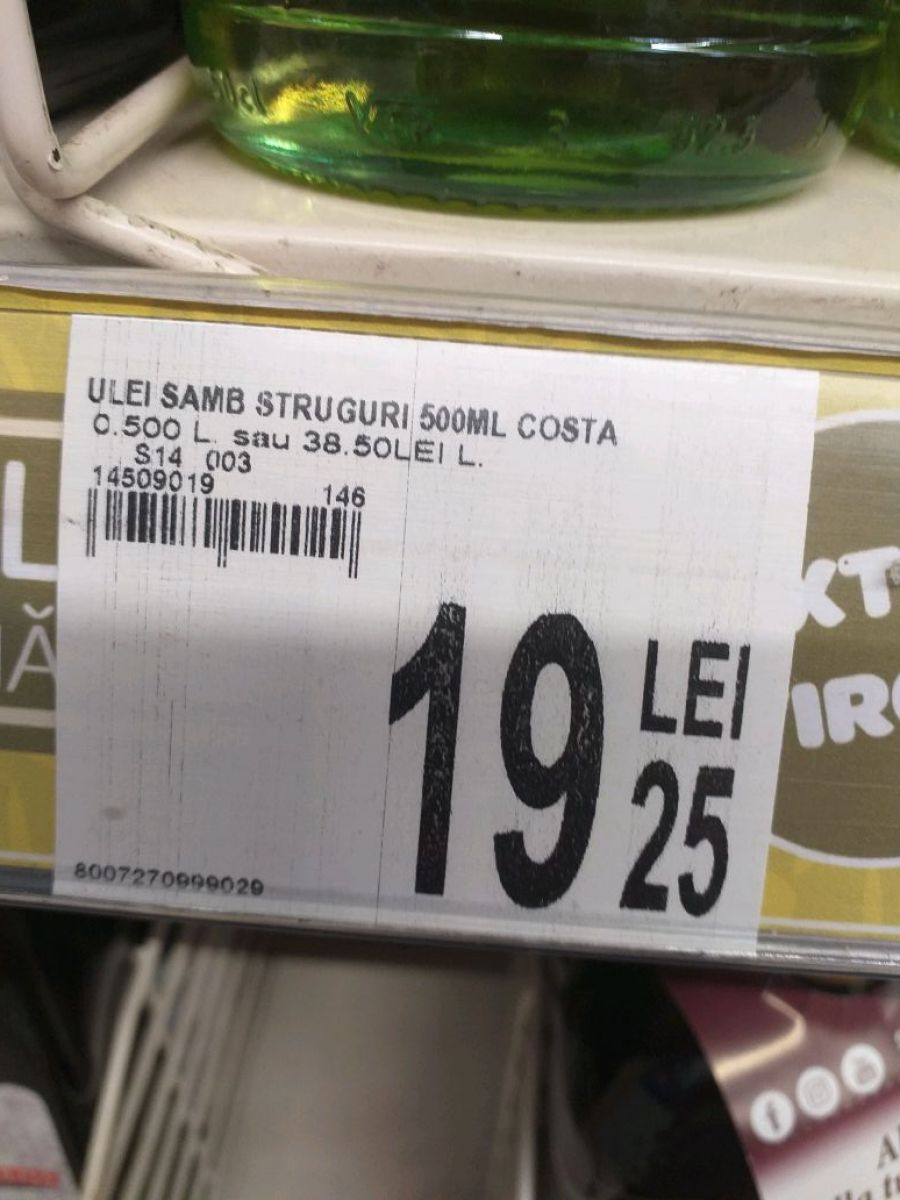 ULEI SAMB STRUGURI 500ML COSTA
0.500 L. sau 38.50LEI L.
S14 003
14509019 146
19 LEI
25
8007270999029